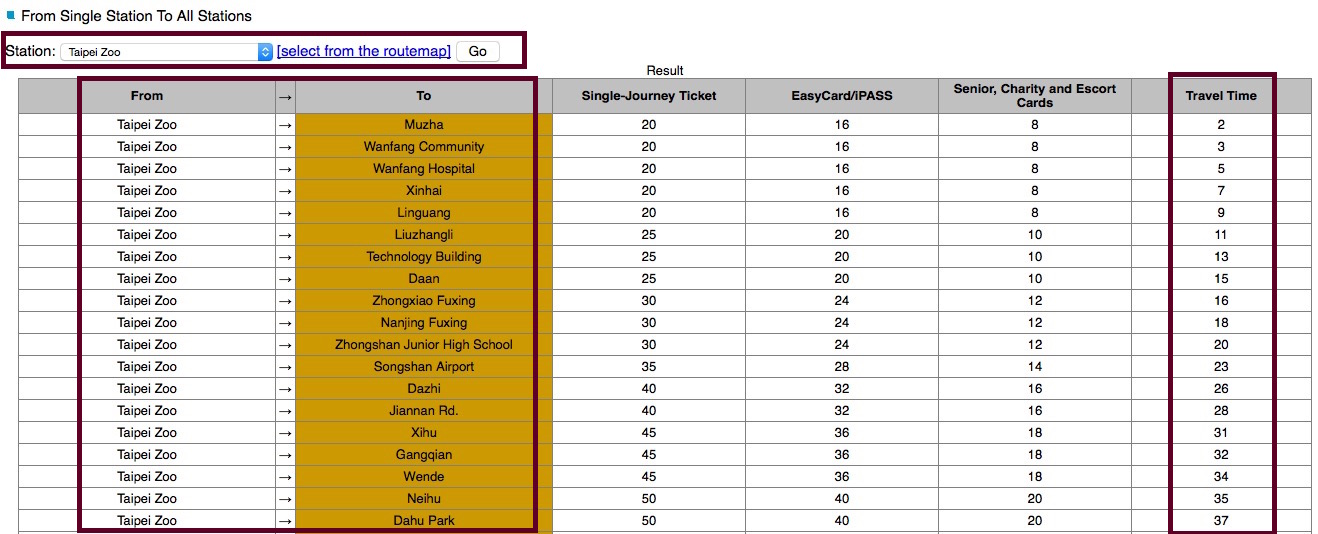 From Single Station To All Stations
Station: Taipei Zoo [select from the routemap] Go
Result
From → To Single-Journey Ticket EasyCard/iPASS Senior, Charity and Escort Cards Travel Time
Taipei Zoo → Muzha 20 16 8 2
Taipei Zoo → Wanfang Community 20 16 8 3
Taipei Zoo → Wanfang Hospital 20 16 8 5
Taipei Zoo → Xinhai 20 16 8 7
Taipei Zoo → Linguang 20 16 8 9
Taipei Zoo → Liuzhangli 25 20 10 11
Taipei Zoo → Technology Building 25 20 10 13
Taipei Zoo → Daan 25 20 10 15
Taipei Zoo → Zhongxiao Fuxing 30 24 12 16
Taipei Zoo → Nanjing Fuxing 30 24 12 18
Taipei Zoo → Zhongshan Junior High School 30 24 12 20
Taipei Zoo → Songshan Airport 35 28 14 23
Taipei Zoo → Dazhi 40 32 16 26
Taipei Zoo → Jiannan Rd. 40 32 16 28
Taipei Zoo → Xihu 45 36 18 31
Taipei Zoo → Gangqian 45 36 18 32
Taipei Zoo → Wende 45 36 18 34
Taipei Zoo → Neihu 50 40 20 35
Taipei Zoo → Dahu Park 50 40 20 37